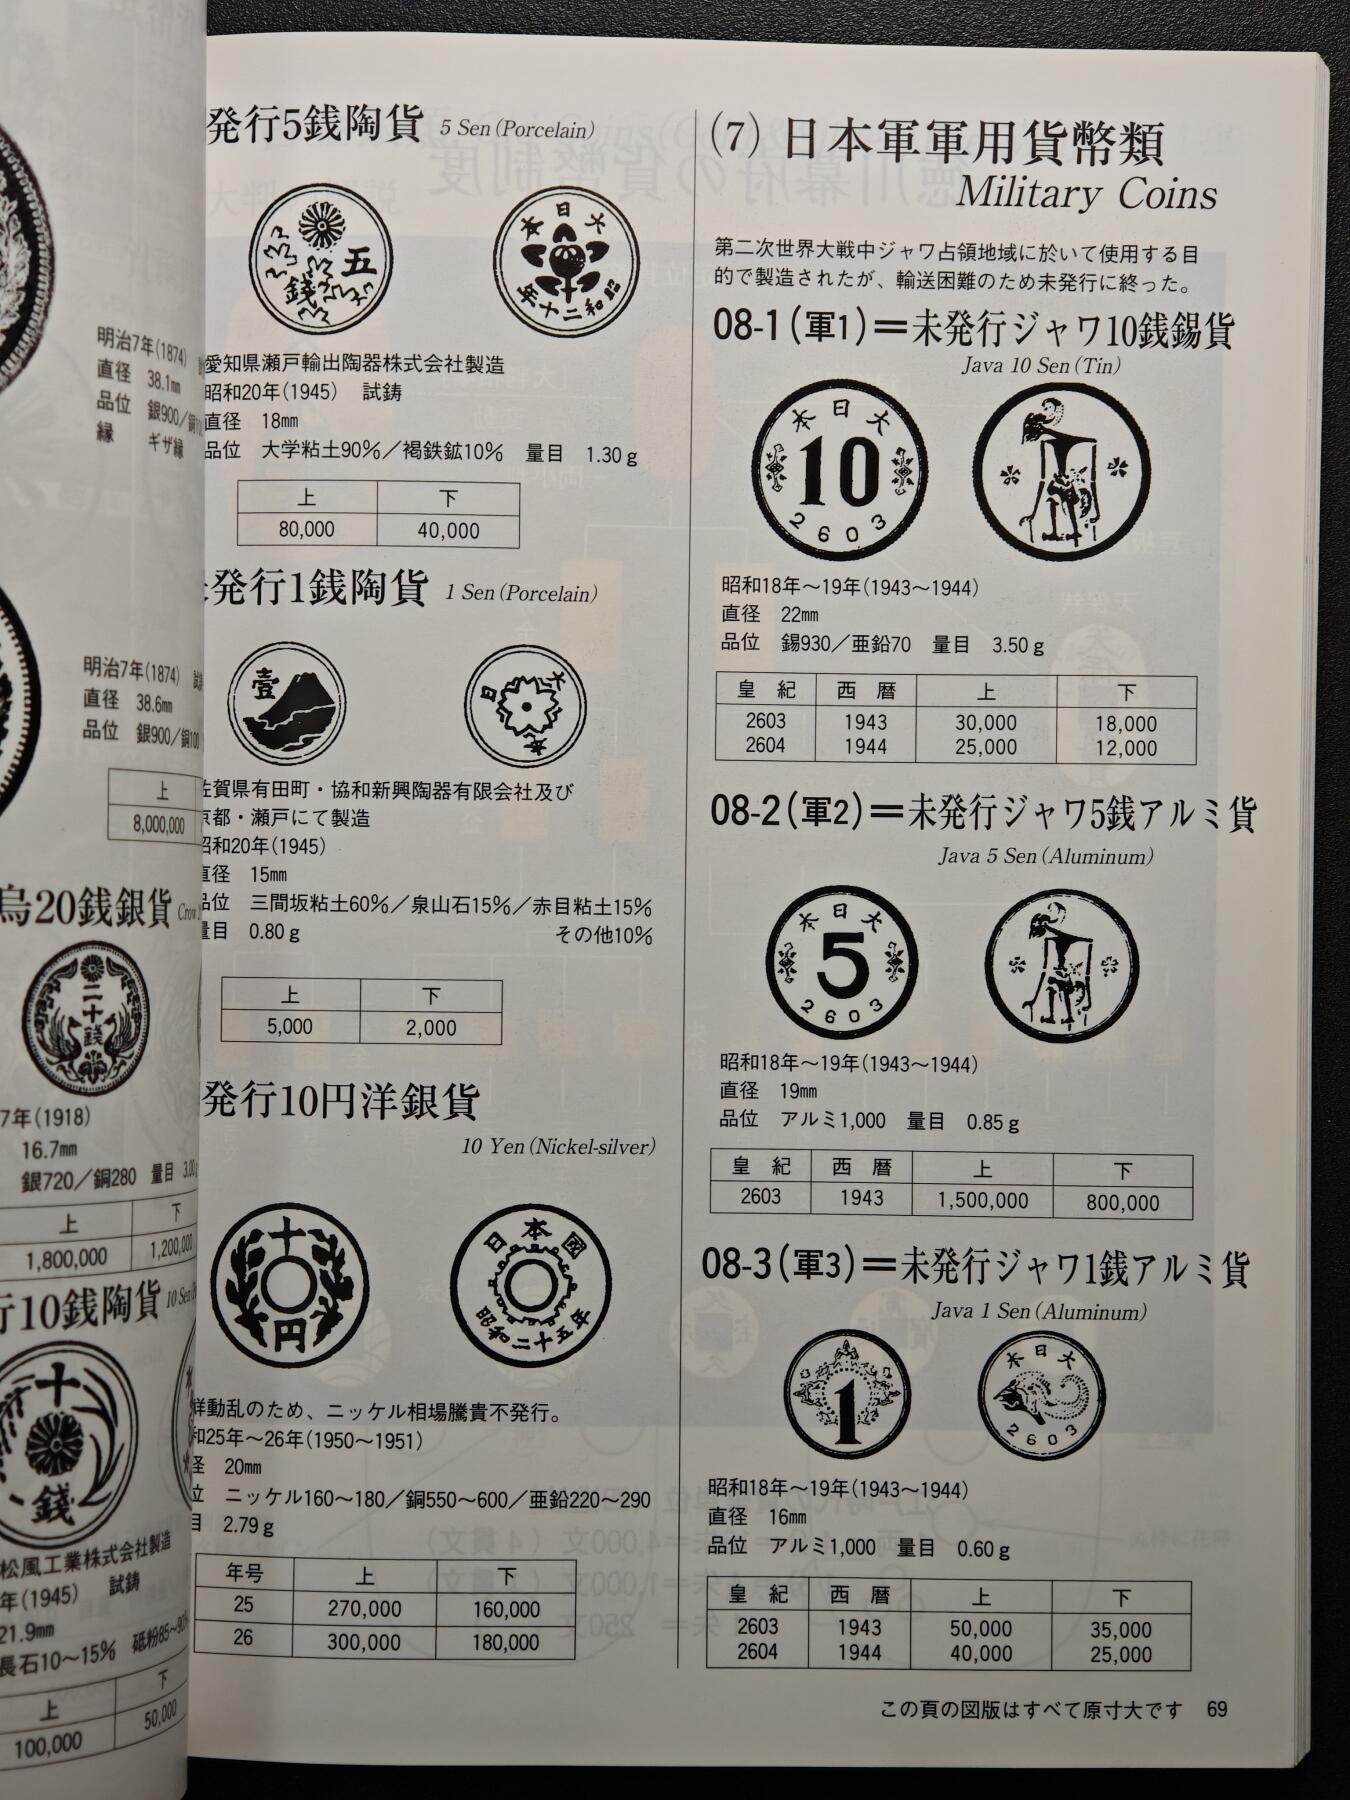 明治7年(1874)
直径 38.1㎜
品位 銀900／銅
縁 ギザ縁
明治7年(1874)
直径 38.6㎜
品位 銀900／銅100
上
8,000,000
烏20銭銀貨
7年(1918)
16.7㎜
銀720／銅280 量目 3.00g
上 下
1,800,000 1,200,000
行10銭陶貨 10 Sen
十
銭
松風工業株式会社製造
年(1945) 試鋳
21.9㎜
長石10～15％ 砥粉85～90%
上 下
100,000 50,000
発行5銭陶貨 5 Sen (Porcelain)
五
錢
大日本
昭和二十年
愛知県瀬戸輸出陶器株式会社製造
昭和20年(1945) 試鋳
直径 18㎜
品位 大学粘土90％／褐鉄鉱10％ 量目 1.30ｇ
上 下
80,000 40,000
発行1銭陶貨 1 Sen (Porcelain)
壹
大日本
佐賀県有田町・協和新興陶器有限会社及び
京都・瀬戸にて製造
昭和20年(1945)
直径 15㎜
品位 三間坂粘土60％／泉山石15％／赤目粘土15％
量目 0.80ｇ その他10％
上 下
5,000 2,000
発行10円洋銀貨
10 Yen (Nickel-silver)
十
円
日本國
昭和二十五年
鮮動乱のため、ニッケル相場騰貴不発行。
和25年～26年(1950～1951)
径 20㎜
位 ニッケル160～180／銅550～600／亜鉛220～290
目 2.79ｇ
年号 上 下
25 270,000 160,000
26 300,000 180,000
(7) 日本軍軍用貨幣類
Military Coins
第二次世界大戦中ジャワ占領地域に於いて使用する目
的で製造されたが、輸送困難のため未発行に終った。
08-1(軍1)＝未発行ジャワ10銭錫貨
Java 10 Sen (Tin)
大日本
10
2603
昭和18年～19年(1943～1944)
直径 22㎜
品位 錫930／亜鉛70 量目 3.50ｇ
皇紀 西暦 上 下
2603 1943 30,000 18,000
2604 1944 25,000 12,000
08-2(軍2)＝未発行ジャワ5銭アルミ貨
Java 5 Sen (Aluminum)
大日本
5
2603
昭和18年～19年(1943～1944)
直径 19㎜
品位 アルミ1,000 量目 0.85ｇ
皇紀 西暦 上 下
2603 1943 1,500,000 800,000
08-3(軍3)＝未発行ジャワ1銭アルミ貨
Java 1 Sen (Aluminum)
1
大日本
2603
昭和18年～19年(1943～1944)
直径 16㎜
品位 アルミ1,000 量目 0.60ｇ
皇紀 西暦 上 下
2603 1943 50,000 35,000
2604 1944 40,000 25,000
この頁の図版はすべて原寸大です 69